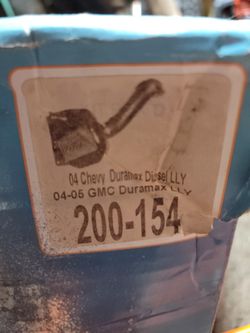 04 Chevy Duramax Diesel LLY
04-05 GMC Duramax LLY
200-154